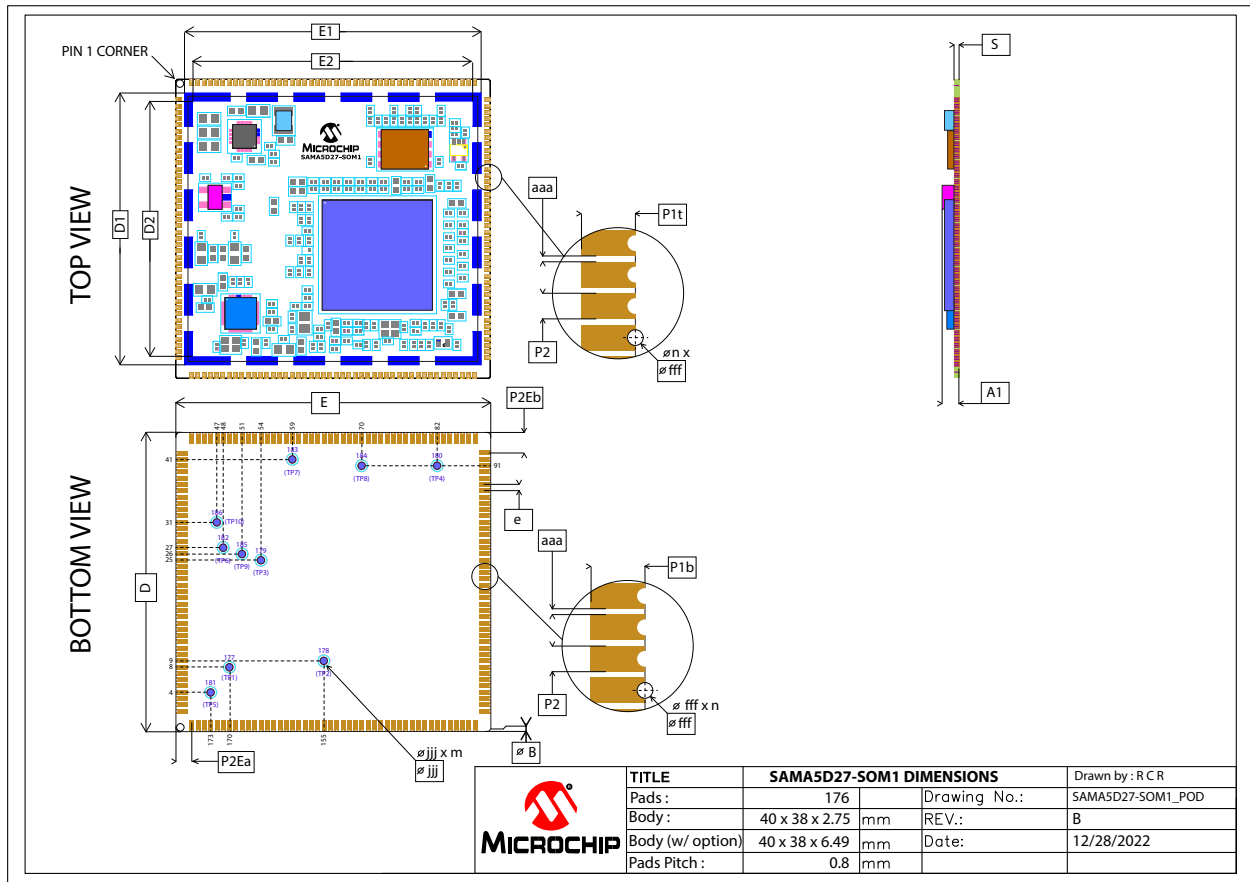 PIN 1 CORNER
E1
E2
S
TOP VIEW
D1
D2
MICROCHIP
SAMA5D27-SOM1
aaa
P1t
P2
ø n x
ø fff
A1
BOTTOM VIEW
E
P2Eb
47
48
51
54
59
70
82
41
183
(TP7)
184
(TP8)
180
(TP4)
91
e
31
186
(TP10)
27
26
25
182
(TP6)
185
(TP9)
179
(TP3)
D
aaa
P1b
P2
ø fff x n
ø fff
9
8
4
178
(TP2)
177
(TP1)
181
(TP5)
173
170
155
P2Ea
ø jjj x m
ø jjj
ø B
MICROCHIP
TITLE SAMA5D27-SOM1 DIMENSIONS Drawn by : R C R
Pads : 176 Drawing No.: SAMA5D27-SOM1_POD
Body : 40 x 38 x 2.75 mm REV.: B
Body (w/ option) 40 x 38 x 6.49 mm Date: 12/28/2022
Pads Pitch : 0.8 mm